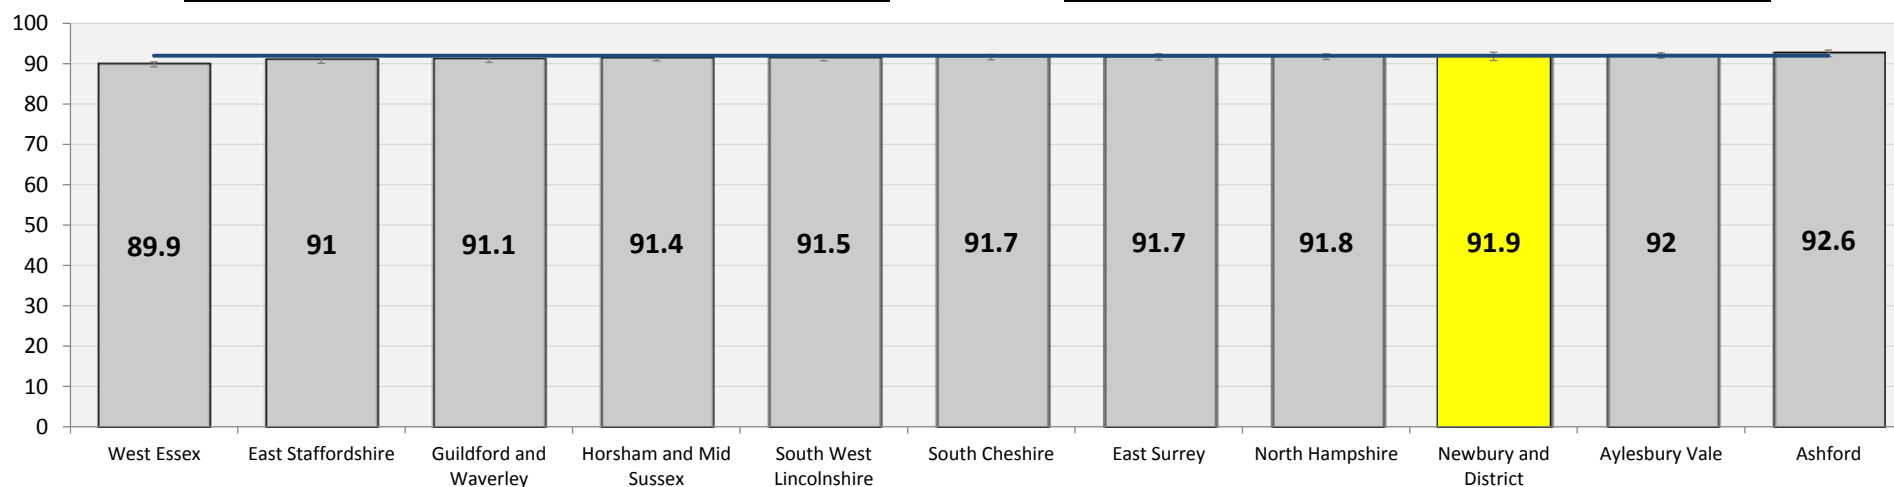 100
90
80
70
60
50
40
30
20
10
0
89.9
91
91.1
91.4
91.5
91.7
91.7
91.8
91.9
92
92.6
West Essex
East Staffordshire
Guildford and
Waverley
Horsham and Mid
Sussex
South West
Lincolnshire
South Cheshire
East Surrey
North Hampshire
Newbury and
District
Aylesbury Vale
Ashford